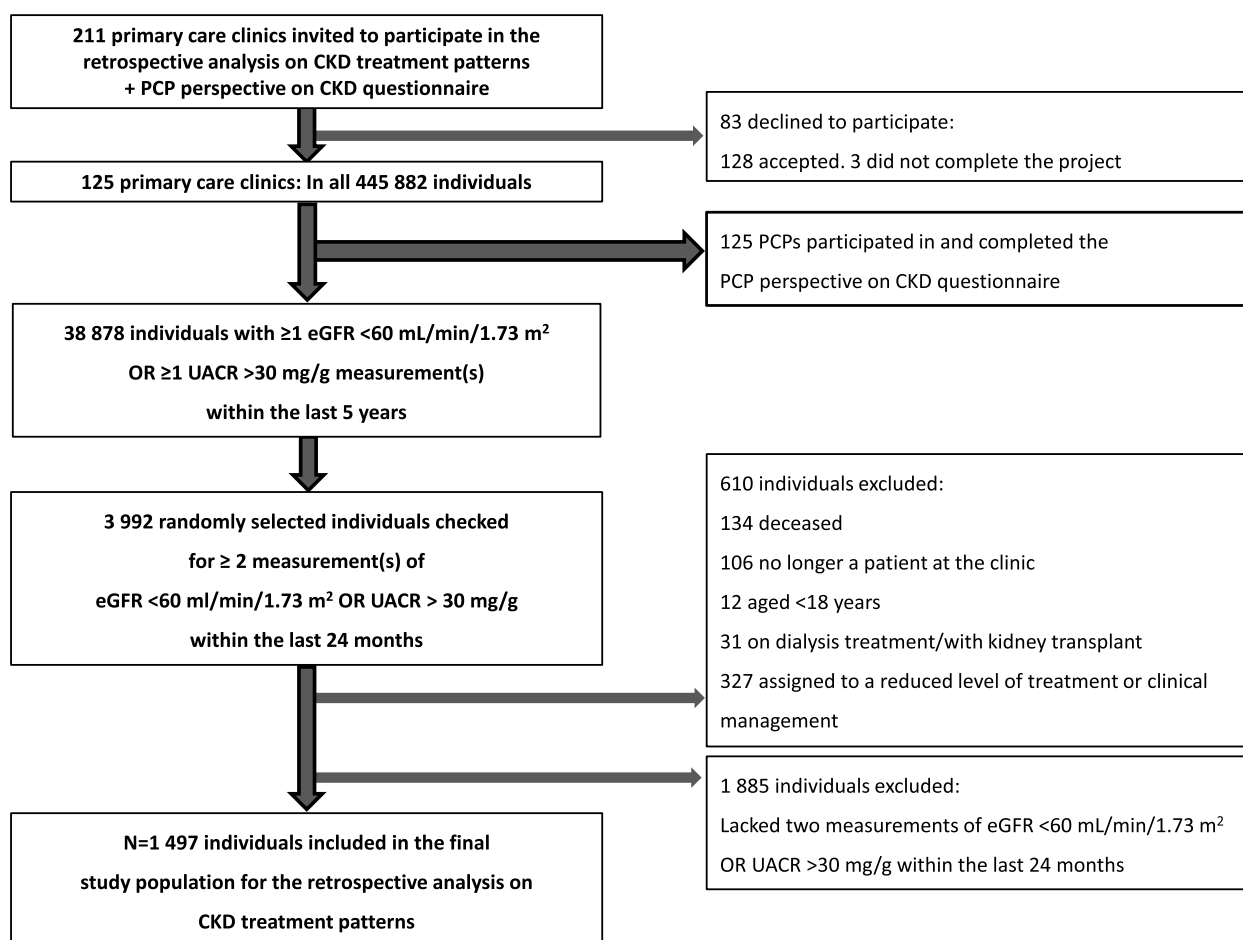 211 primary care clinics invited to participate in the
retrospective analysis on CKD treatment patterns
+ PCP perspective on CKD questionnaire
83 declined to participate:
128 accepted. 3 did not complete the project
125 primary care clinics: In all 445 882 individuals
125 PCPs participated in and completed the
PCP perspective on CKD questionnaire
38 878 individuals with ≥1 eGFR <60 mL/min/1.73 m²
OR ≥1 UACR >30 mg/g measurement(s)
within the last 5 years
3 992 randomly selected individuals checked
for ≥ 2 measurement(s) of
eGFR <60 ml/min/1.73 m² OR UACR > 30 mg/g
within the last 24 months
610 individuals excluded:
134 deceased
106 no longer a patient at the clinic
12 aged <18 years
31 on dialysis treatment/with kidney transplant
327 assigned to a reduced level of treatment or clinical
management
1 885 individuals excluded:
Lacked two measurements of eGFR <60 mL/min/1.73 m²
OR UACR >30 mg/g within the last 24 months
N=1 497 individuals included in the final
study population for the retrospective analysis on
CKD treatment patterns